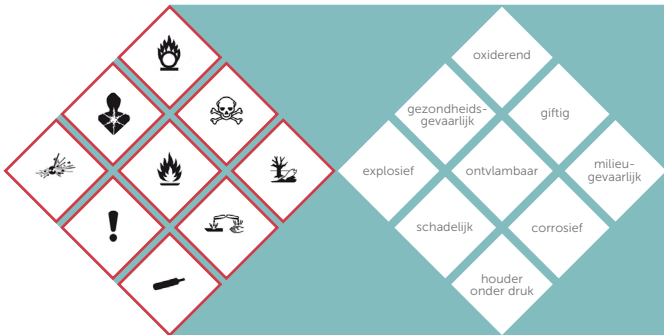 oxiderend
gezondheids-
gevaarlijk
giftig
explosief
ontvlambaar
milieu-
gevaarlijk
schadelijk
corrosief
houder
onder druk